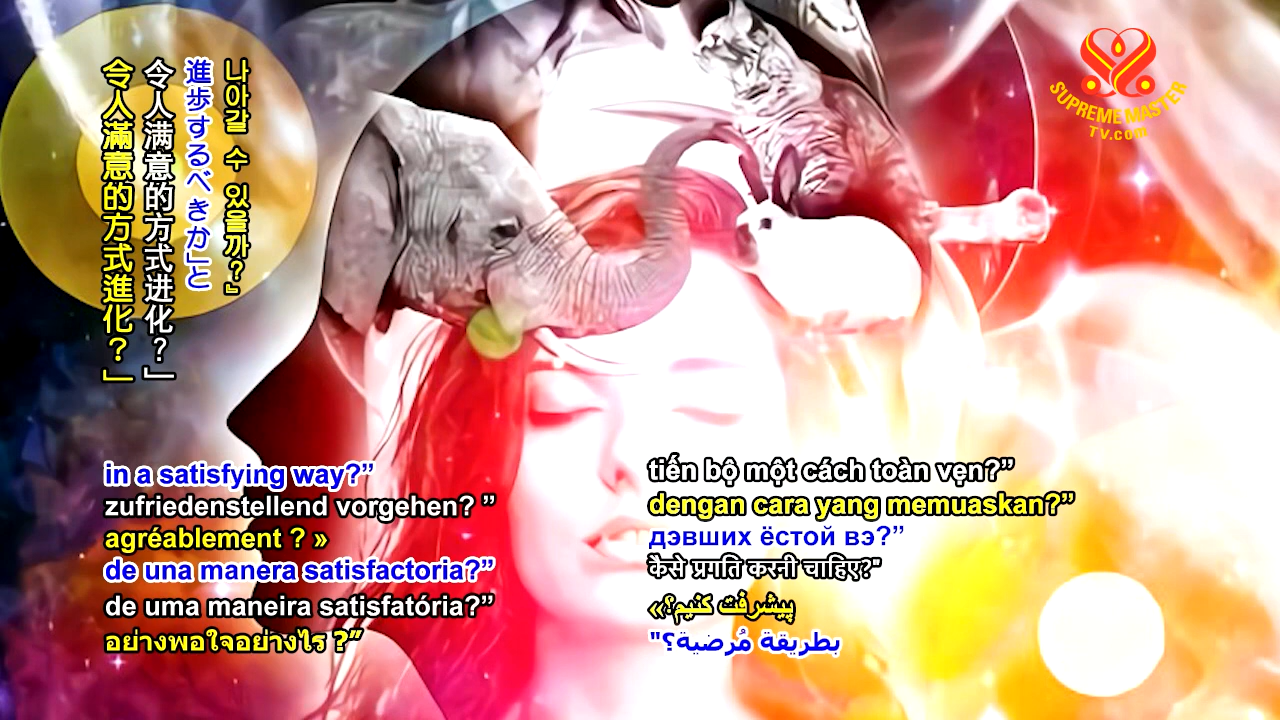 令人滿意的方式進化？」
令人满意的方式进化？」
進歩するべきか」と
나아갈 수 있을까?』
SUPREME MASTER
TV.com
in a satisfying way?”
zufriedenstellend vorgehen? ”
agréablement ? »
de una manera satisfactoria?”
de uma maneira satisfatória?”
อย่างพอใจอย่างไร ?”
tiến bộ một cách toàn vẹn?”
dengan cara yang memuaskan?”
дэвших ёстой вэ?”
कैसे प्रगति करनी चाहिए?"
پیشرفت کنیم؟»
بطريقة مُرضية؟"